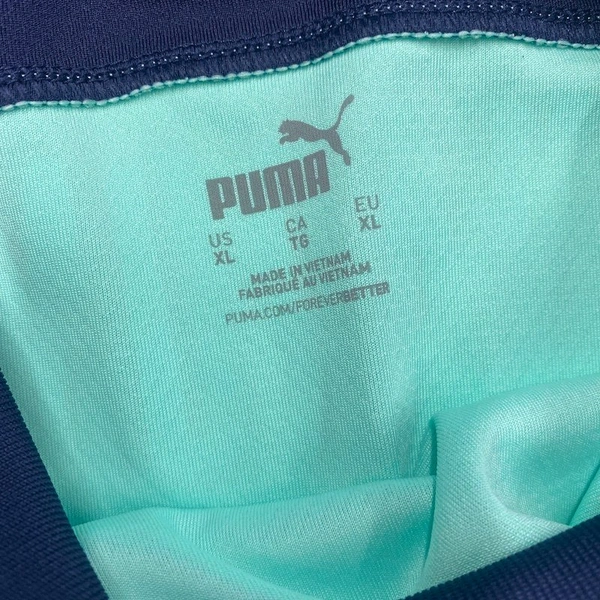 PUMA
US CA EU
XL TG XL
MADE IN VIETNAM
FABRIQUÉ AU VIETNAM
PUMA.COM/FOREVERBETTER